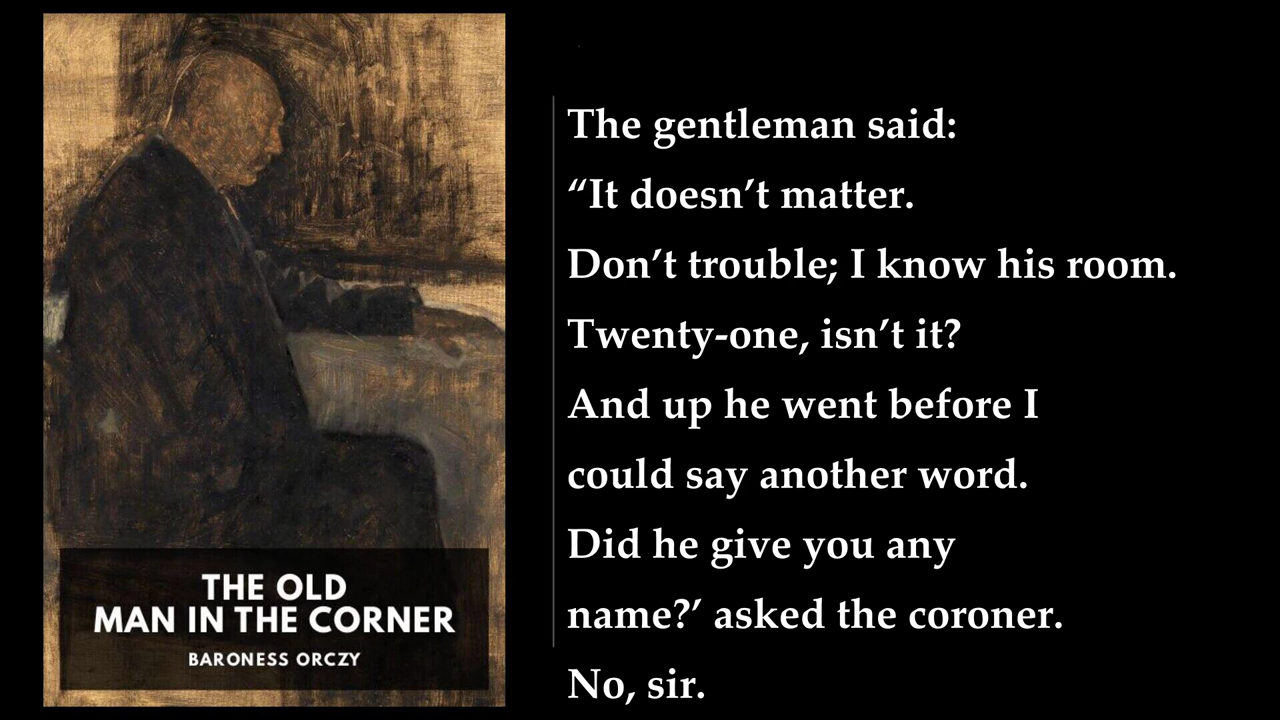 THE OLD
MAN IN THE CORNER
BARONESS ORCZY
The gentleman said:
“It doesn’t matter.
Don’t trouble; I know his room.
Twenty-one, isn’t it?
And up he went before I
could say another word.
Did he give you any
name?’ asked the coroner.
No, sir.